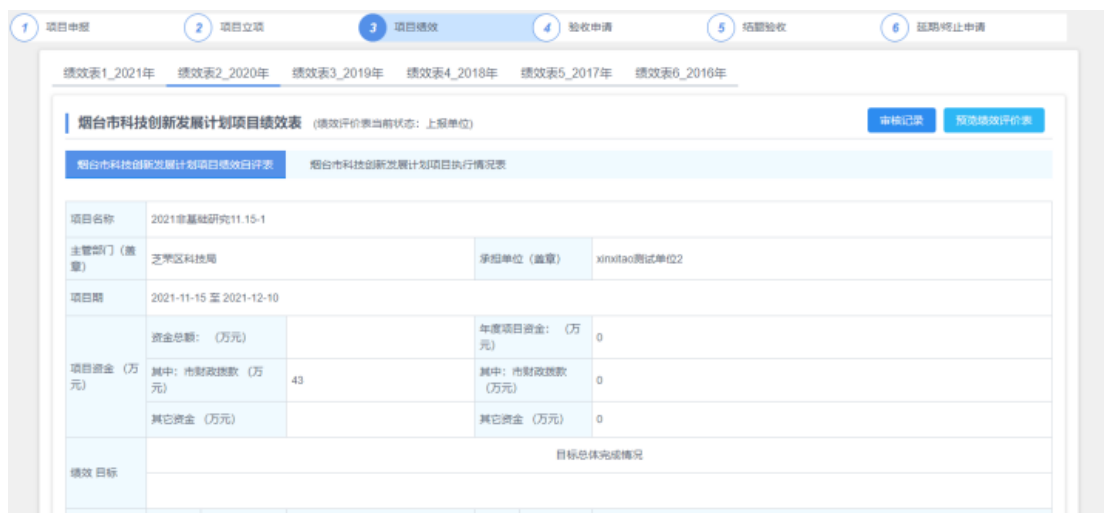 1 项目申报 2 项目立项 3 项目绩效 4 验收申请 5 结题验收 6 延期/终止申请
绩效表1_2021年 绩效表2_2020年 绩效表3_2019年 绩效表4_2018年 绩效表5_2017年 绩效表6_2016年
烟台市科技创新发展计划项目绩效表 (绩效评价表当前状态：上报单位) 审核记录 预览绩效评价表
烟台市科技创新发展计划项目绩效自评表 烟台市科技创新发展计划项目执行情况表
项目名称 2021非基础研究11.15-1
主管部门（盖章） 芝罘区科技局 承担单位（盖章） xinxitao测试单位2
项目期 2021-11-15 至 2021-12-10
项目资金（万元） 资金总额：（万元） 年度项目资金：（万元） 0
其中：市财政拨款（万元） 43 其中：市财政拨款（万元） 0
其它资金（万元） 其它资金（万元） 0
绩效 目标 目标总体完成情况